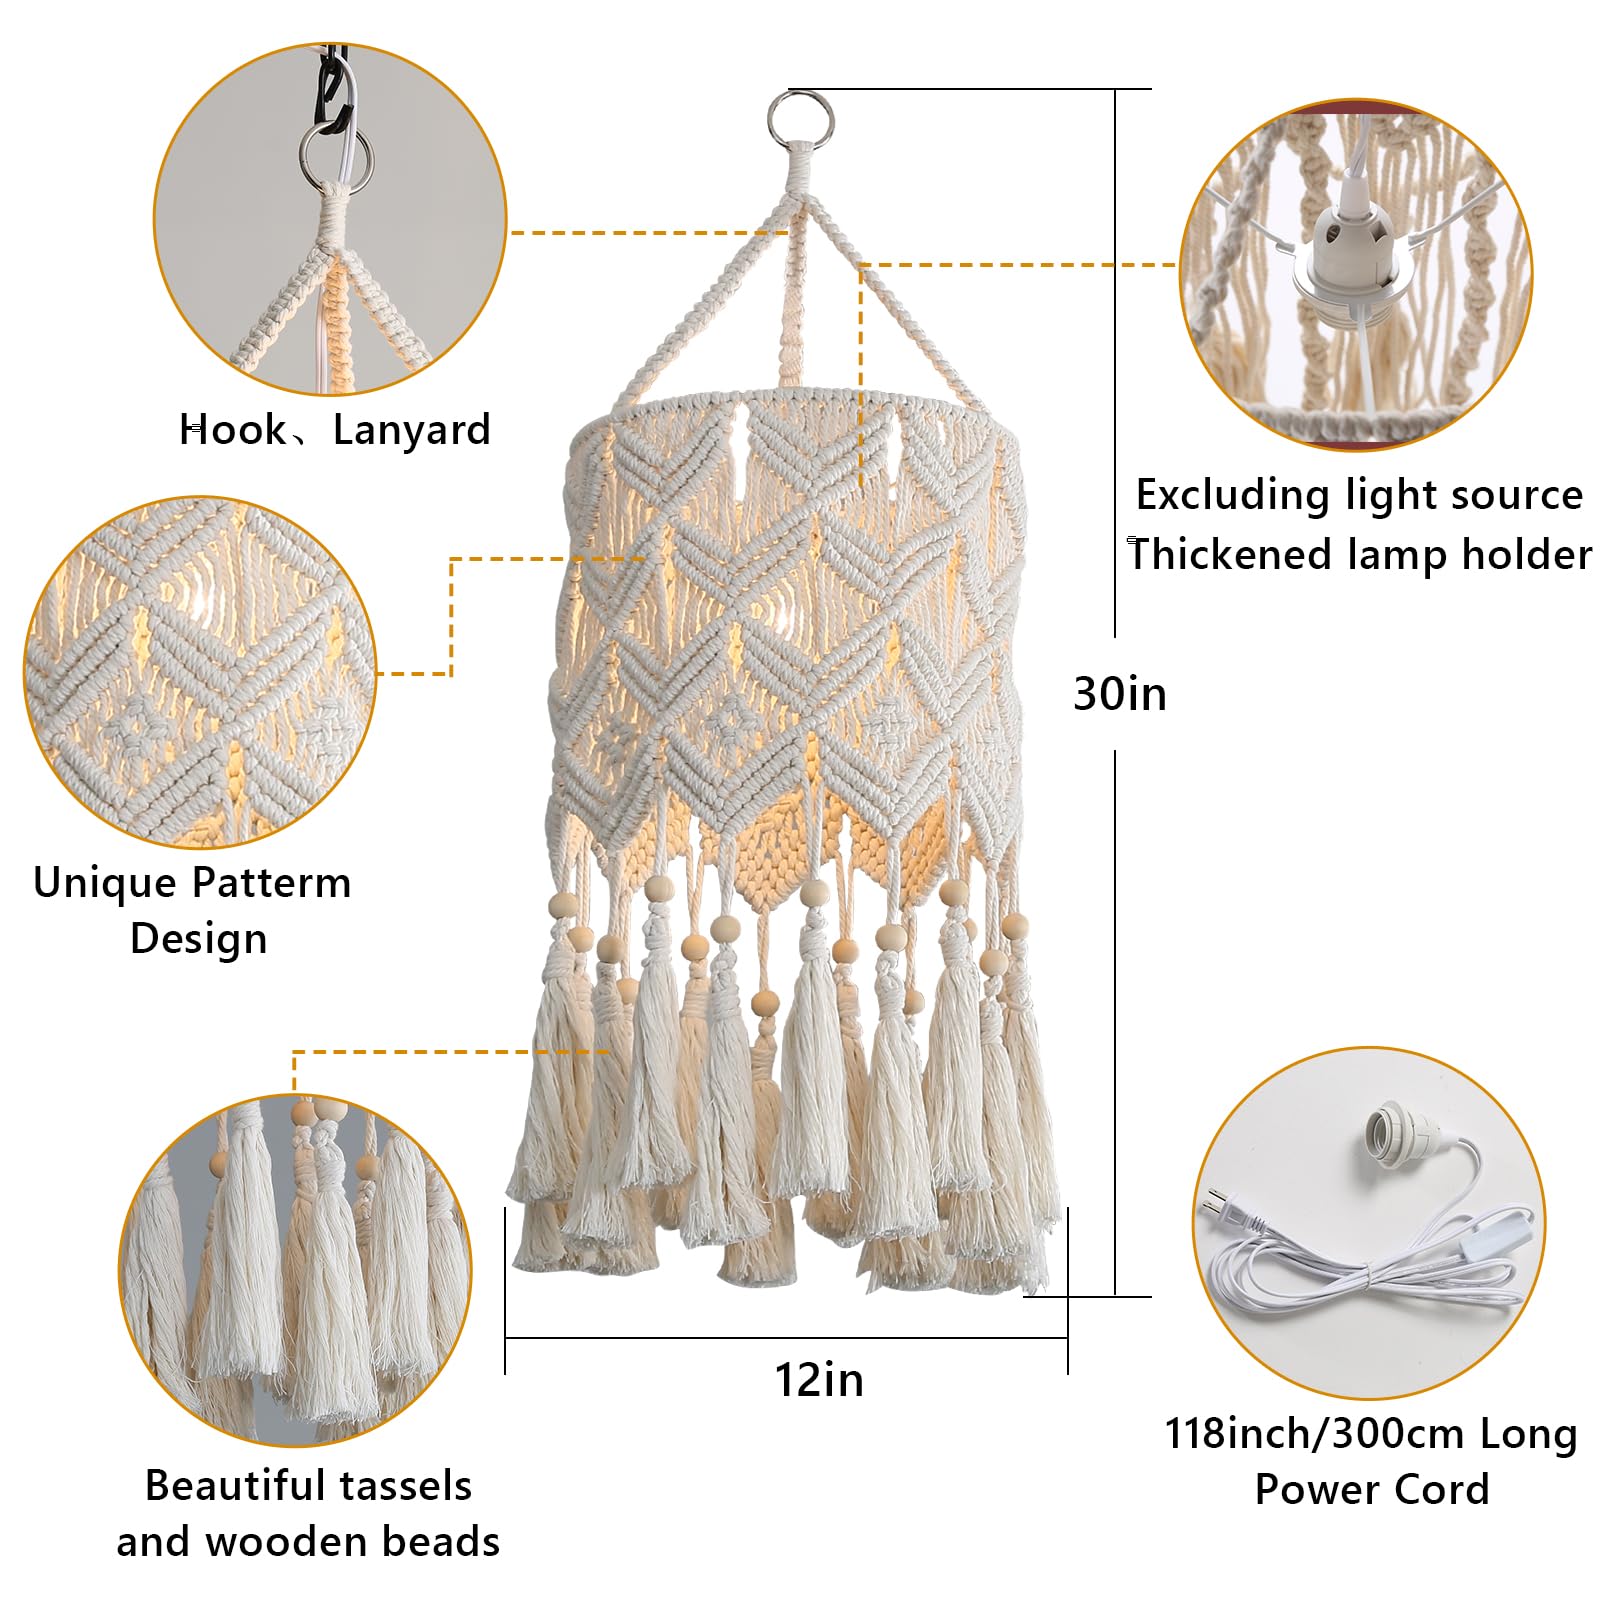 Hook、Lanyard
Excluding light source
Thickened lamp holder
30in
Unique Patterm
Design
12in
118inch/300cm Long
Power Cord
Beautiful tassels
and wooden beads